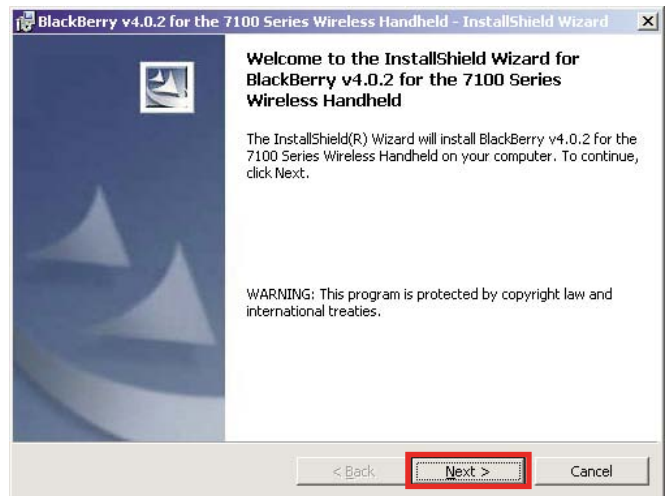 BlackBerry v4.0.2 for the 7100 Series Wireless Handheld - InstallShield Wizard
Welcome to the InstallShield Wizard for
BlackBerry v4.0.2 for the 7100 Series
Wireless Handheld
The InstallShield(R) Wizard will install BlackBerry v4.0.2 for the
7100 Series Wireless Handheld on your computer. To continue,
click Next.
WARNING: This program is protected by copyright law and
international treaties.
< Back
Next >
Cancel